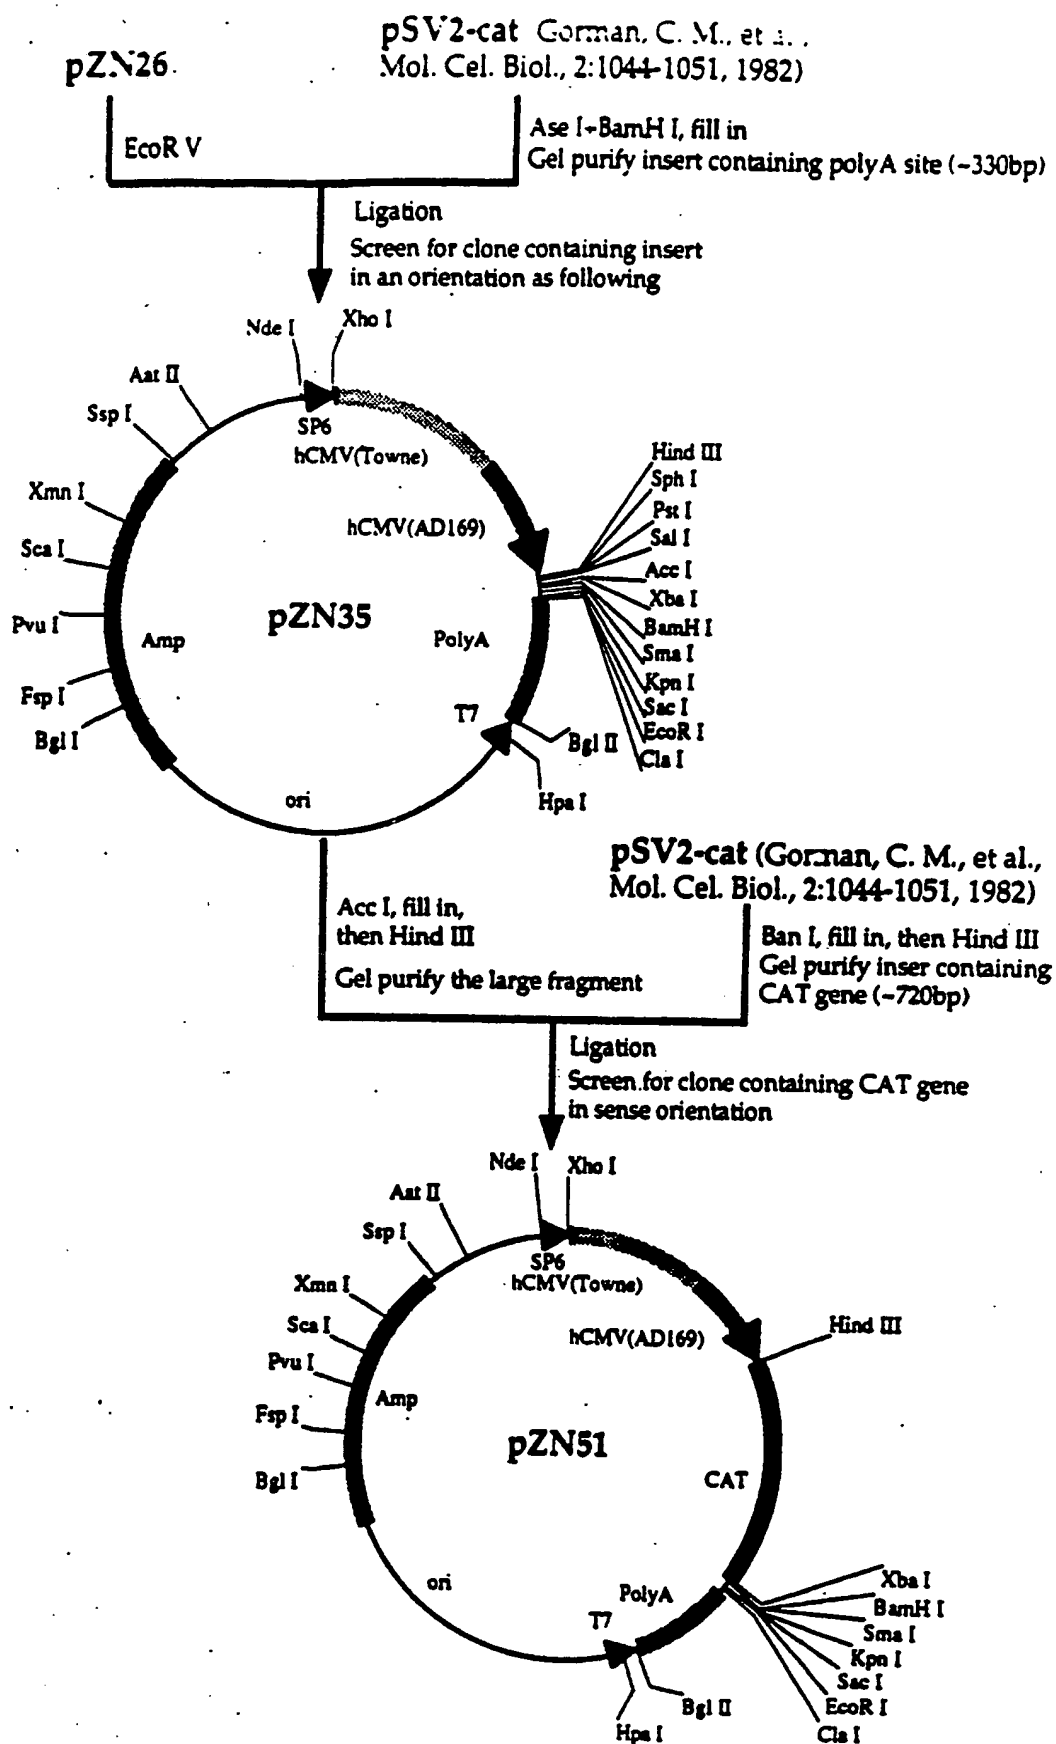 pSV2-cat Gorman, C. M., et
pZN26
Mol. Cel. Biol., 2:1044-1051, 1982)
EcoR V
Ase I+BamH I, fill in
Gel purify insert containing polyA site (~330bp)
Ligation
Screen for clone containing insert
in an orientation as following
Nde I
Xho I
Aat II
Ssp I
Xmn I
Sca I
Pvu I
Fsp I
Bgl I
SP6
hCMV(Towne)
hCMV(AD169)
pZN35
Amp
PolyA
T7
ori
Hind III
Sph I
Pst I
Sal I
Acc I
Xba I
BamH I
Sma I
Kpn I
Sac I
EcoR I
Cla I
Bgl II
Hpa I
pSV2-cat (Gorman, C. M., et al.,
Mol. Cel. Biol., 2:1044-1051, 1982)
Acc I, fill in,
then Hind III
Gel purify the large fragment
Ban I, fill in, then Hind III
Gel purify inser containing
CAT gene (~720bp)
Ligation
Screen for clone containing CAT gene
in sense orientation
Nde I
Xho I
Aat II
Ssp I
Xmn I
Sca I
Pvu I
Fsp I
Bgl I
SP6
hCMV(Towne)
hCMV(AD169)
Hind III
Amp
pZN51
CAT
ori
PolyA
T7
Xba I
BamH I
Sma I
Kpn I
Sac I
EcoR I
Cla I
Bgl II
Hpa I